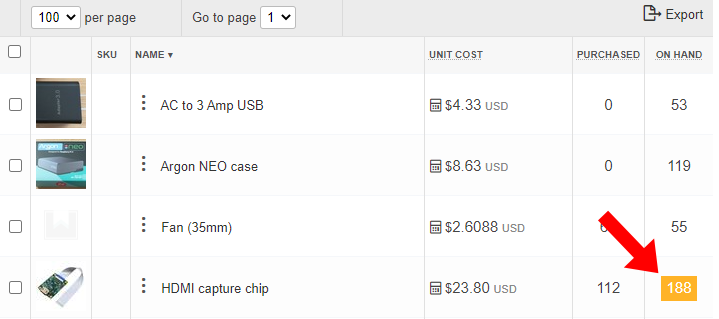 100 per page Go to page 1 Export
SKU NAME ▾ UNIT COST PURCHASED ON HAND
AC to 3 Amp USB $4.33 USD 0 53
Argon NEO case $8.63 USD 0 119
Fan (35mm) $2.6088 USD 55
HDMI capture chip $23.80 USD 112 188